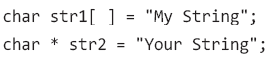 char str1[ ] = "My String";
char * str2 = "Your String";